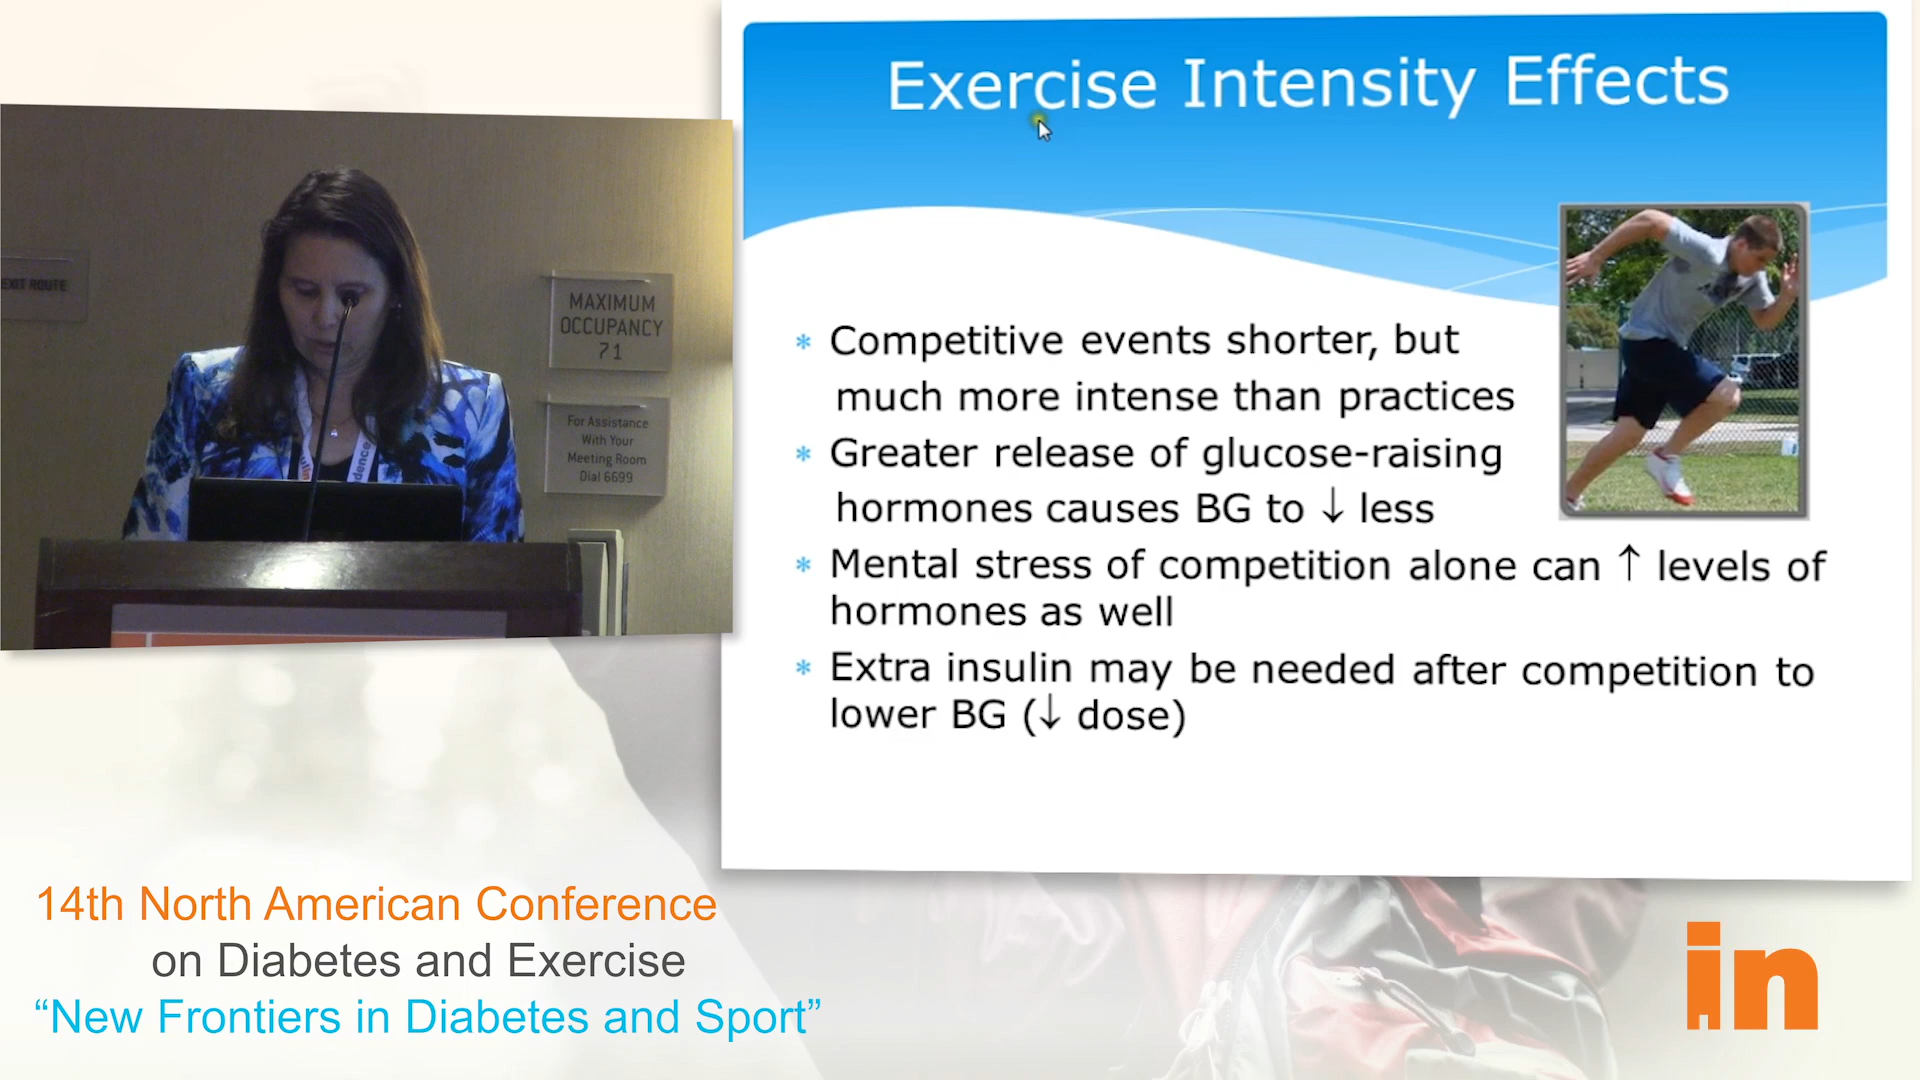 Exercise Intensity Effects
EXIT ROUTE
MAXIMUM
OCCUPANCY
71
For Assistance
With Your
Meeting Room
Dial 6699
* Competitive events shorter, but
much more intense than practices
* Greater release of glucose-raising
hormones causes BG to ↓ less
* Mental stress of competition alone can ↑ levels of
hormones as well
* Extra insulin may be needed after competition to
lower BG (↓ dose)
14th North American Conference
on Diabetes and Exercise
“New Frontiers in Diabetes and Sport”
in